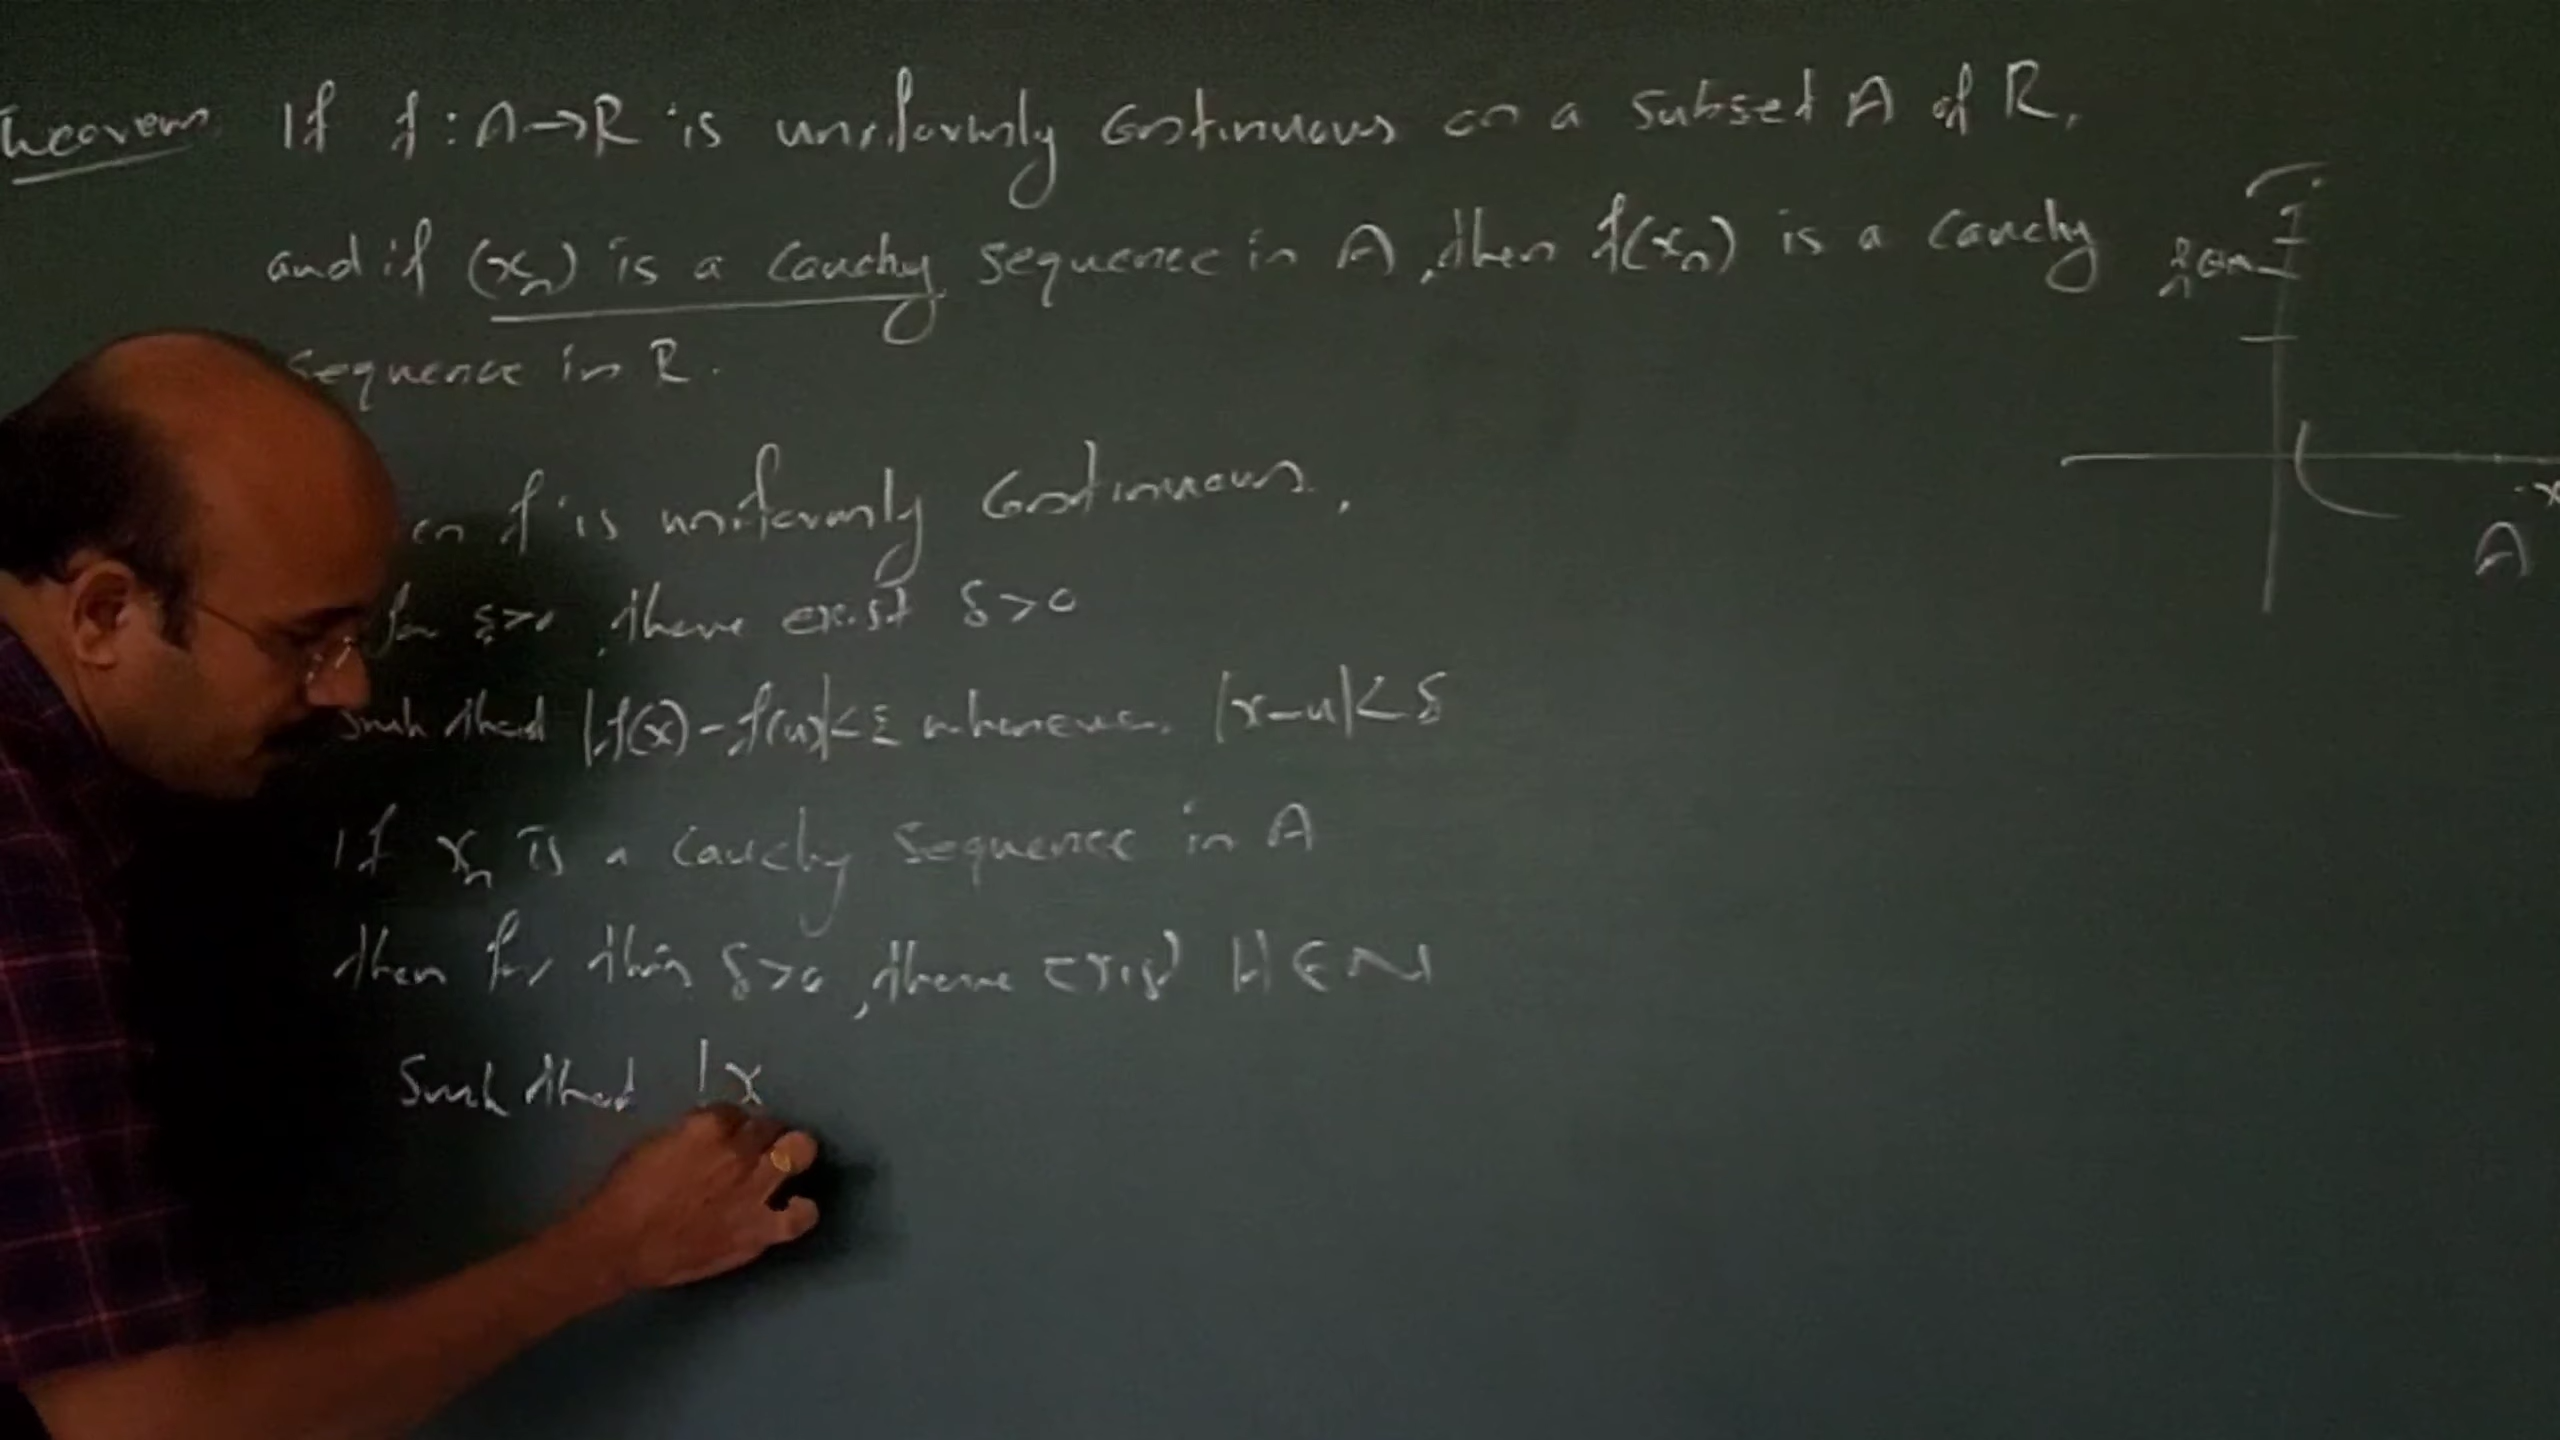 Theorem If f : A→R is uniformly continuous on a subset A of R,
and if (xₙ) is a Cauchy sequence in A, then f(xₙ) is a Cauchy
sequence in R.
en f is uniformly continuous.
for ε>0, there exist δ>0
Such that |f(x)-f(u)|<ε whenever |x-u|<δ
If xₙ is a Cauchy sequence in A
then for this δ>0, there exist H∈N
Such that |x
x
A